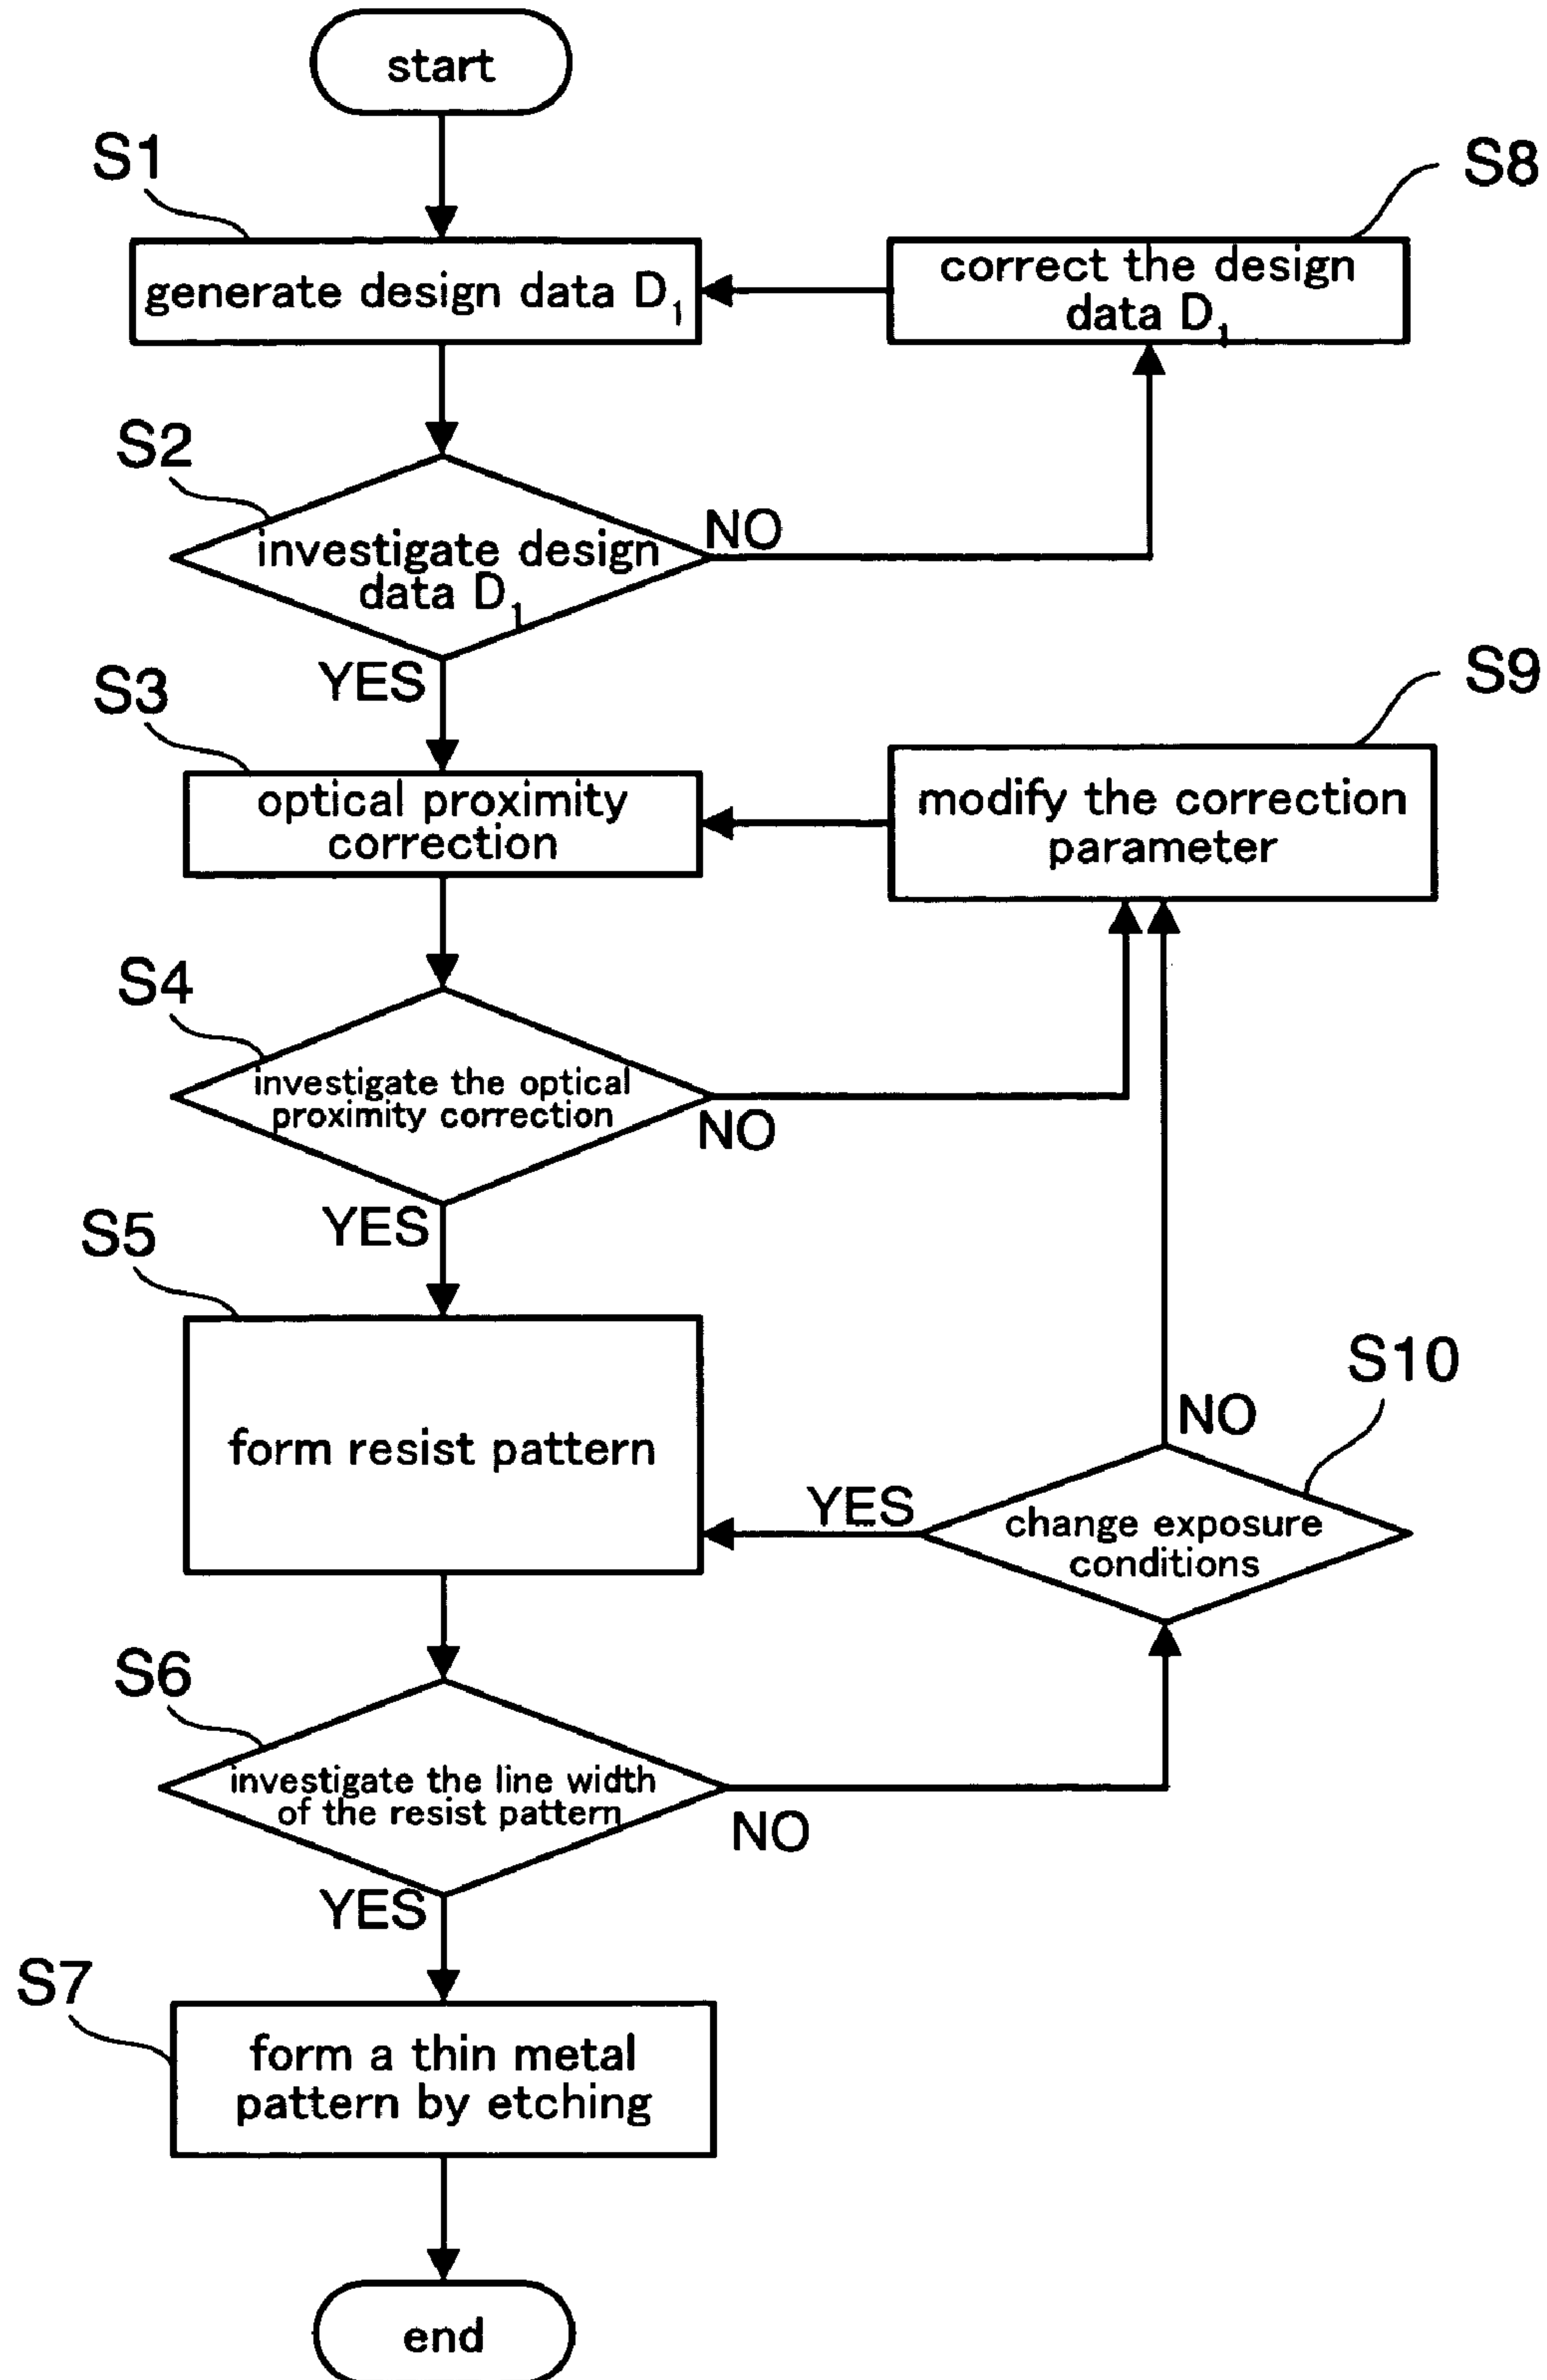 start
S1
S8
generate design data D₁
correct the design
data D₁
S2
investigate design
data D₁
NO
YES
S3
S9
optical proximity
correction
modify the correction
parameter
S4
investigate the optical
proximity correction
NO
YES
S5
S10
form resist pattern
YES
NO
change exposure
conditions
S6
investigate the line width
of the resist pattern
NO
YES
S7
form a thin metal
pattern by etching
end